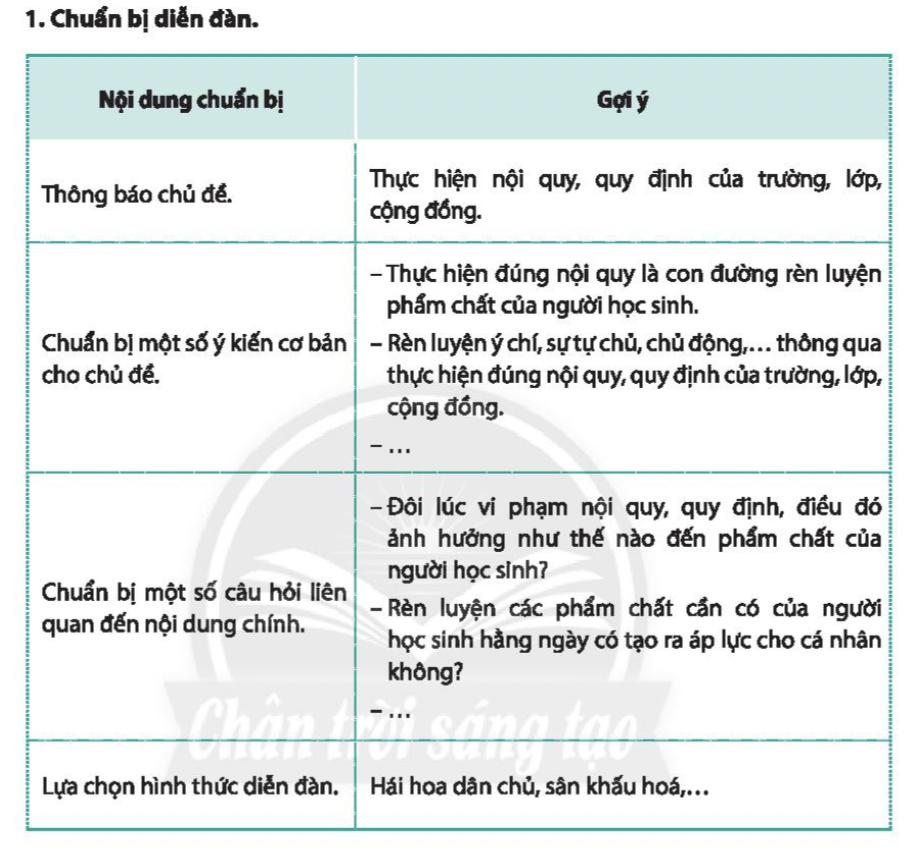 1. Chuẩn bị diễn đàn.
Nội dung chuẩn bị
Gợi ý
Thông báo chủ đề.
Thực hiện nội quy, quy định của trường, lớp,
cộng đồng.
Chuẩn bị một số ý kiến cơ bản
cho chủ đề.
– Thực hiện đúng nội quy là con đường rèn luyện
phẩm chất của người học sinh.
– Rèn luyện ý chí, sự tự chủ, chủ động,… thông qua
thực hiện đúng nội quy, quy định của trường, lớp,
cộng đồng.
– …
Chuẩn bị một số câu hỏi liên
quan đến nội dung chính.
– Đôi lúc vi phạm nội quy, quy định, điều đó
ảnh hưởng như thế nào đến phẩm chất của
người học sinh?
– Rèn luyện các phẩm chất cần có của người
học sinh hằng ngày có tạo ra áp lực cho cá nhân
không?
– …
Chân trời sáng tạo
Lựa chọn hình thức diễn đàn.
Hái hoa dân chủ, sân khấu hoá,…